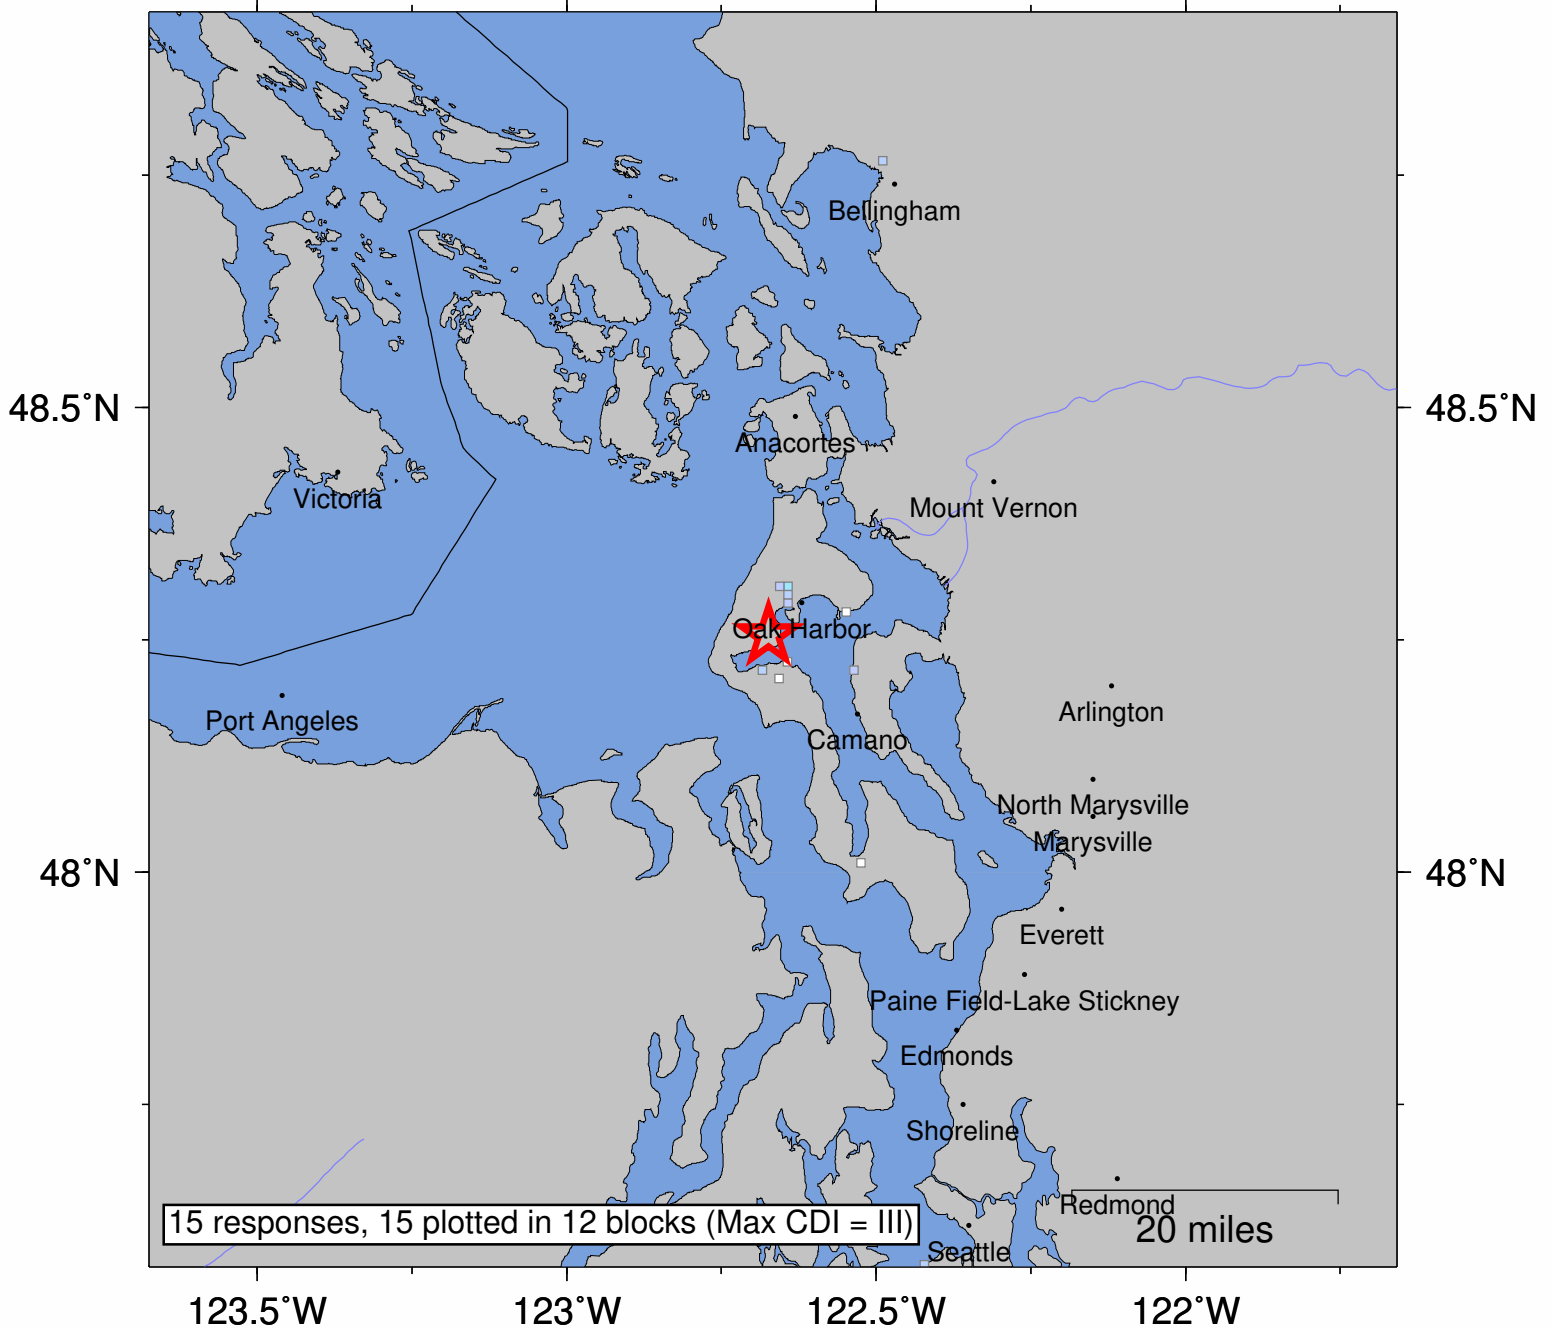 Bellingham
48.5°N
48.5°N
Anacortes
Victoria
Mount Vernon
Oak Harbor
Arlington
Port Angeles
Camano
North Marysville
Marysville
48°N
48°N
Everett
Paine Field-Lake Stickney
Edmonds
Shoreline
Redmond
15 responses, 15 plotted in 12 blocks (Max CDI = III)
20 miles
Seattle
123.5°W
123°W
122.5°W
122°W